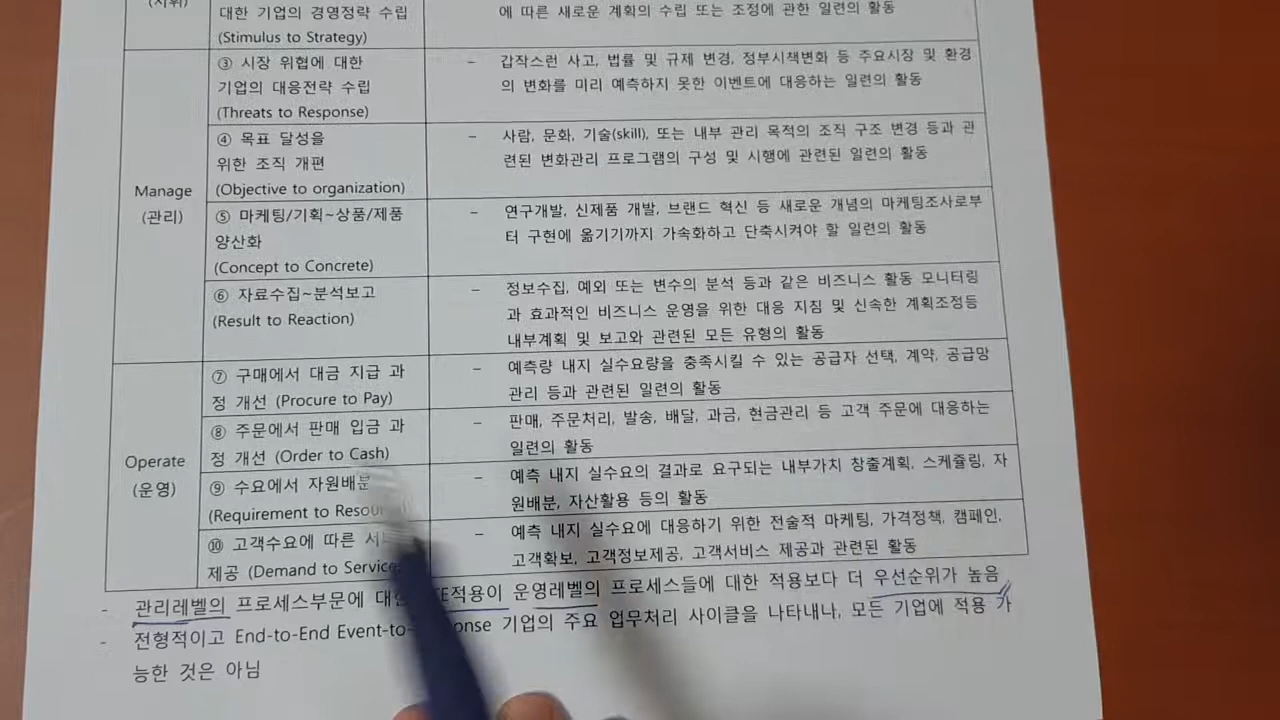 (지휘)
대한 기업의 경영정략 수립
(Stimulus to Strategy)
에 따른 새로운 계획의 수립 또는 조정에 관한 일련의 활동
Manage
(관리)
③ 시장 위협에 대한
기업의 대응전략 수립
(Threats to Response)
- 갑작스런 사고, 법률 및 규제 변경, 정부시책변화 등 주요시장 및 환경
의 변화를 미리 예측하지 못한 이벤트에 대응하는 일련의 활동
④ 목표 달성을
위한 조직 개편
(Objective to organization)
- 사람, 문화, 기술(skill), 또는 내부 관리 목적의 조직 구조 변경 등과 관
련된 변화관리 프로그램의 구성 및 시행에 관련된 일련의 활동
⑤ 마케팅/기획~상품/제품
양산화
(Concept to Concrete)
- 연구개발, 신제품 개발, 브랜드 혁신 등 새로운 개념의 마케팅조사로부
터 구현에 옮기기까지 가속화하고 단축시켜야 할 일련의 활동
⑥ 자료수집~분석보고
(Result to Reaction)
- 정보수집, 예외 또는 변수의 분석 등과 같은 비즈니스 활동 모니터링
과 효과적인 비즈니스 운영을 위한 대응 지침 및 신속한 계획조정등
내부계획 및 보고와 관련된 모든 유형의 활동
Operate
(운영)
⑦ 구매에서 대금 지급 과
정 개선 (Procure to Pay)
- 예측량 내지 실수요량을 충족시킬 수 있는 공급자 선택, 계약, 공급망
관리 등과 관련된 일련의 활동
⑧ 주문에서 판매 입금 과
정 개선 (Order to Cash)
- 판매, 주문처리, 발송, 배달, 과금, 현금관리 등 고객 주문에 대응하는
일련의 활동
⑨ 수요에서 자원배분
(Requirement to
- 예측 내지 실수요의 결과로 요구되는 내부가치 창출계획, 스케쥴링, 자
원배분, 자산활용 등의 활동
⑩ 고객수요에 따른
제공 (Demand to Service
- 예측 내지 실수요에 대응하기 위한 전술적 마케팅, 가격정책, 캠페인,
고객확보, 고객정보제공, 고객서비스 제공과 관련된 활동
- 관리레벨의 프로세스부문에 운영레벨의 프로세스들에 대한 적용보다 더 우선순위가 높음
- 전형적이고 End-to-End 기업의 주요 업무처리 사이클을 나타내나, 모든 기업에 적용 가
능한 것은 아님